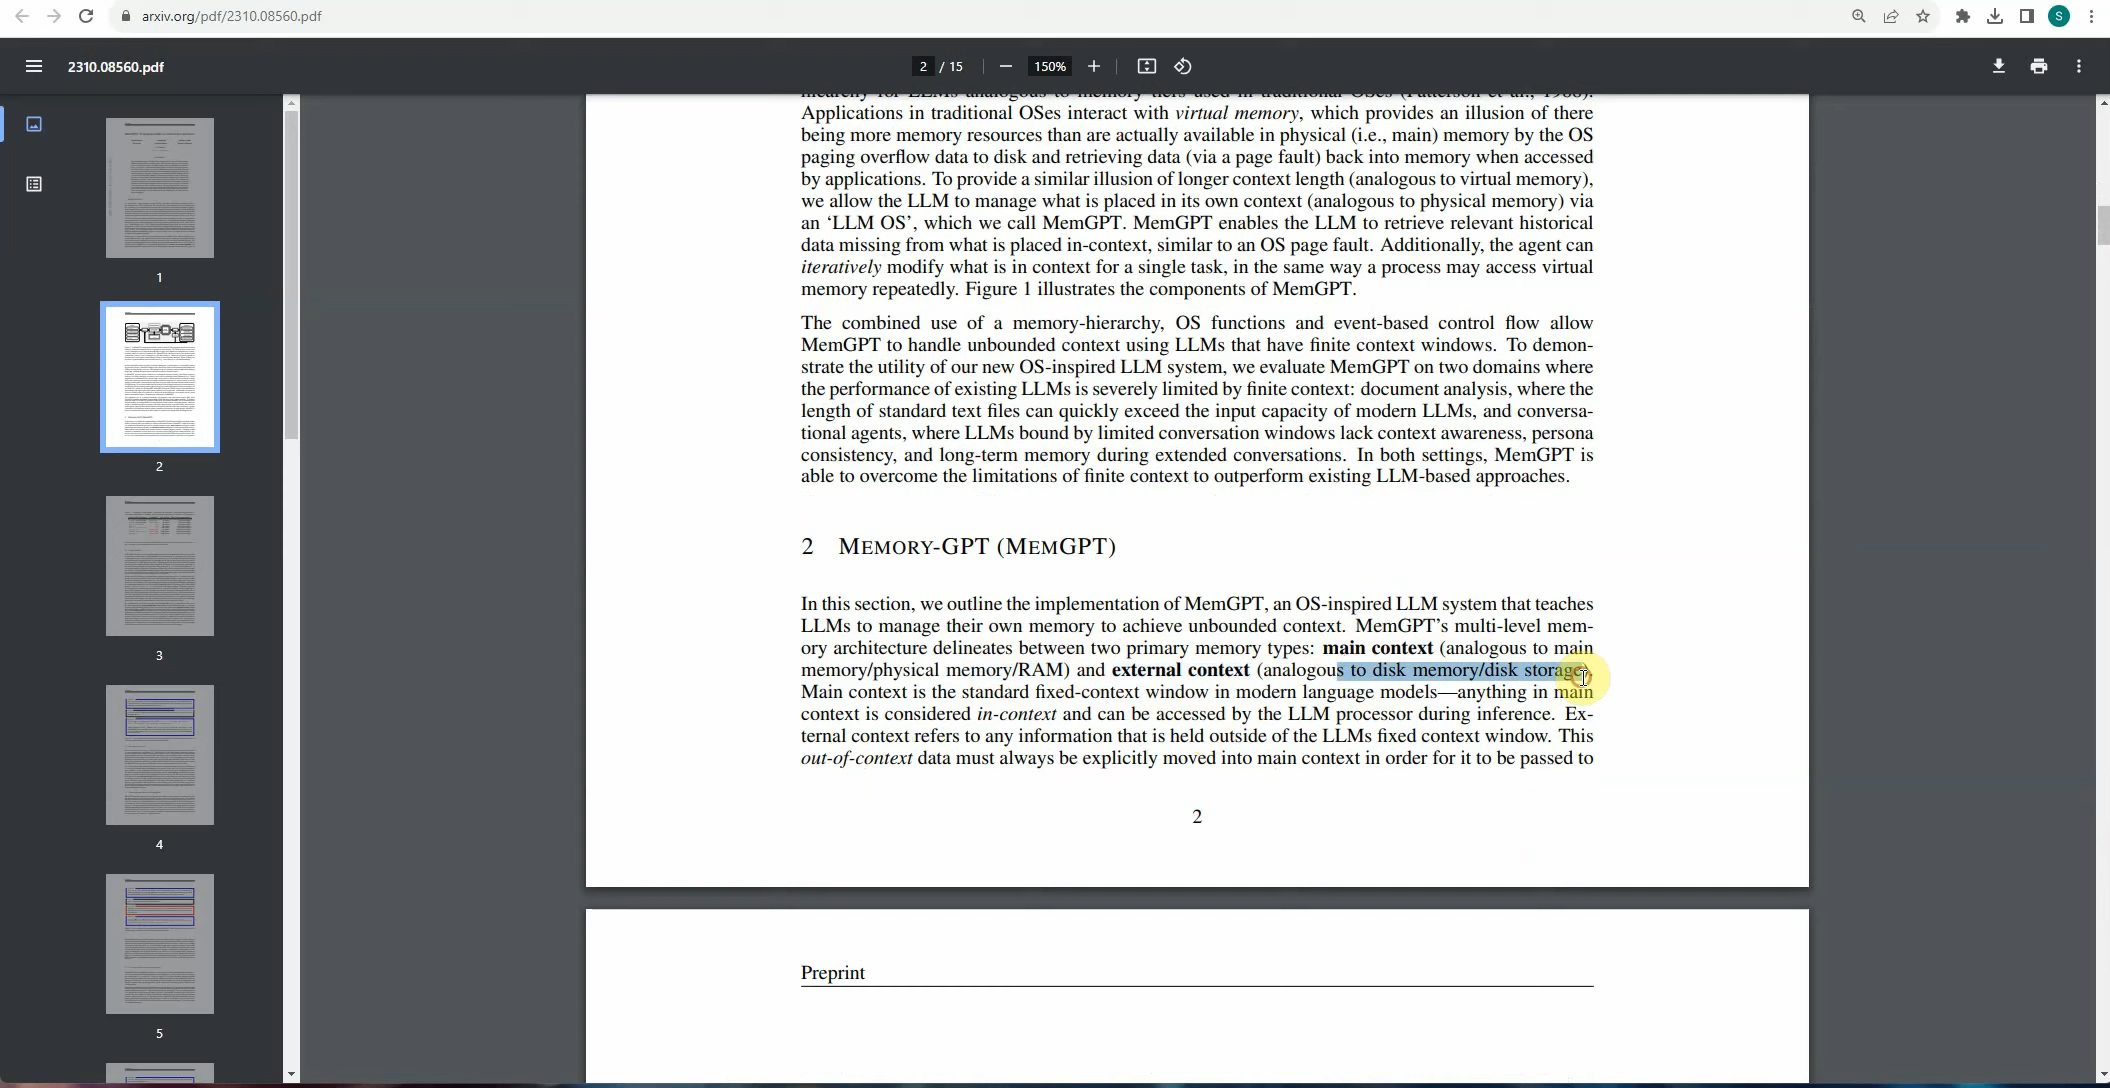 arxiv.org/pdf/2310.08560.pdf
S
2310.08560.pdf
2 / 15
150%
1
2
3
4
5
Applications in traditional OSes interact with virtual memory, which provides an illusion of there
being more memory resources than are actually available in physical (i.e., main) memory by the OS
paging overflow data to disk and retrieving data (via a page fault) back into memory when accessed
by applications. To provide a similar illusion of longer context length (analogous to virtual memory),
we allow the LLM to manage what is placed in its own context (analogous to physical memory) via
an ‘LLM OS’, which we call MemGPT. MemGPT enables the LLM to retrieve relevant historical
data missing from what is placed in-context, similar to an OS page fault. Additionally, the agent can
iteratively modify what is in context for a single task, in the same way a process may access virtual
memory repeatedly. Figure 1 illustrates the components of MemGPT.
The combined use of a memory-hierarchy, OS functions and event-based control flow allow
MemGPT to handle unbounded context using LLMs that have finite context windows. To demon-
strate the utility of our new OS-inspired LLM system, we evaluate MemGPT on two domains where
the performance of existing LLMs is severely limited by finite context: document analysis, where the
length of standard text files can quickly exceed the input capacity of modern LLMs, and conversa-
tional agents, where LLMs bound by limited conversation windows lack context awareness, persona
consistency, and long-term memory during extended conversations. In both settings, MemGPT is
able to overcome the limitations of finite context to outperform existing LLM-based approaches.
2 MEMORY-GPT (MEMGPT)
In this section, we outline the implementation of MemGPT, an OS-inspired LLM system that teaches
LLMs to manage their own memory to achieve unbounded context. MemGPT’s multi-level mem-
ory architecture delineates between two primary memory types: main context (analogous to main
memory/physical memory/RAM) and external context (analogous to disk memory/disk storage).
Main context is the standard fixed-context window in modern language models—anything in main
context is considered in-context and can be accessed by the LLM processor during inference. Ex-
ternal context refers to any information that is held outside of the LLMs fixed context window. This
out-of-context data must always be explicitly moved into main context in order for it to be passed to
2
Preprint